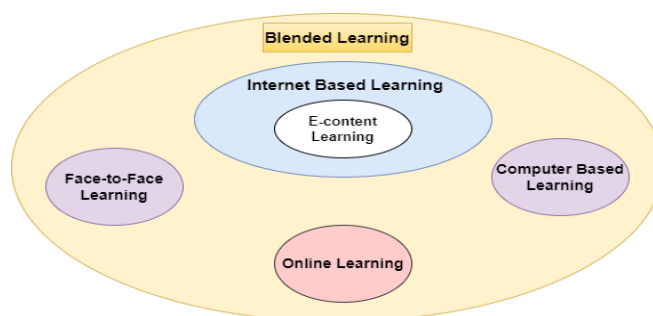 Blended Learning
Internet Based Learning
E-content
Learning
Face-to-Face
Learning
Computer Based
Learning
Online Learning